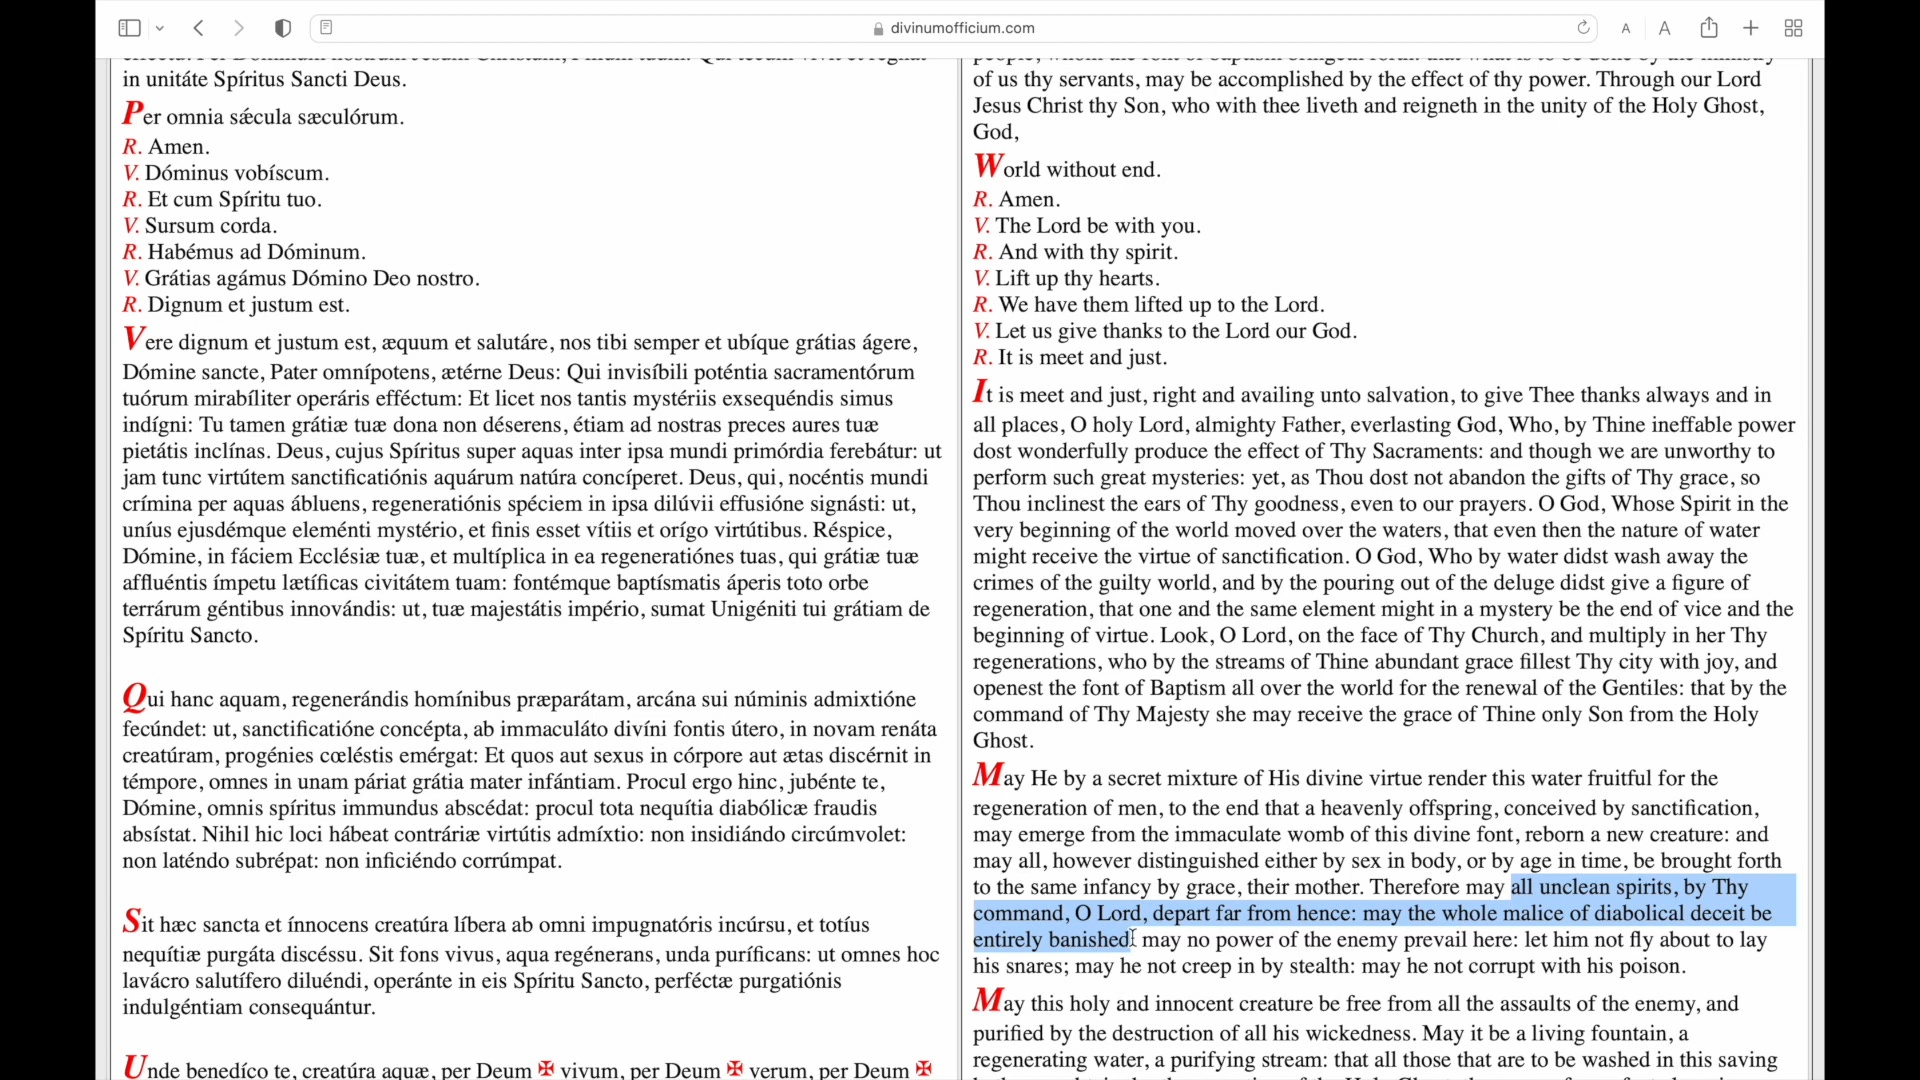 divinumofficium.com
A
A
in unitáte Spíritus Sancti Deus.
Per omnia sǽcula sæculórum.
R. Amen.
V. Dóminus vobíscum.
R. Et cum Spíritu tuo.
V. Sursum corda.
R. Habémus ad Dóminum.
V. Grátias agámus Dómino Deo nostro.
R. Dignum et justum est.
Vere dignum et justum est, æquum et salutáre, nos tibi semper et ubíque grátias ágere,
Dómine sancte, Pater omnípotens, ætérne Deus: Qui invisíbili poténtia sacramentórum
tuórum mirabíliter operáris efféctum: Et licet nos tantis mystériis exsequéndis simus
indígni: Tu tamen grátiæ tuæ dona non déserens, étiam ad nostras preces aures tuæ
pietátis inclínas. Deus, cujus Spíritus super aquas inter ipsa mundi primórdia ferebátur: ut
jam tunc virtútem sanctificatiónis aquárum natúra concíperet. Deus, qui, nocéntis mundi
crímina per aquas ábluens, regeneratiónis spéciem in ipsa dilúvii effusióne signásti: ut,
uníus ejusdémque eleménti mystério, et finis esset vítiis et orígo virtútibus. Réspice,
Dómine, in fáciem Ecclésiæ tuæ, et multíplica in ea regeneratiónes tuas, qui grátiæ tuæ
affluéntis ímpetu lætíficas civitátem tuam: fontémque baptísmatis áperis toto orbe
terrárum géntibus innovándis: ut, tuæ majestátis império, sumat Unigéniti tui grátiam de
Spíritu Sancto.
Qui hanc aquam, regenerándis homínibus præparátam, arcána sui núminis admixtióne
fecúndet: ut, sanctificatióne concépta, ab immaculáto divíni fontis útero, in novam renáta
creatúram, progénies cœléstis emérgat: Et quos aut sexus in córpore aut ætas discérnit in
témpore, omnes in unam páriat grátia mater infántiam. Procul ergo hinc, jubénte te,
Dómine, omnis spíritus immundus abscédat: procul tota nequítia diabólicæ fraudis
absístat. Nihil hic loci hábeat contráriæ virtútis admíxtio: non insidiándo circúmvolet:
non laténdo subrépat: non inficiéndo corrúmpat.
Sit hæc sancta et ínnocens creatúra líbera ab omni impugnatóris incúrsu, et totíus
nequítiæ purgáta discéssu. Sit fons vivus, aqua regénerans, unda puríficans: ut omnes hoc
lavácro salutífero diluéndi, operánte in eis Spíritu Sancto, perféctæ purgatiónis
indulgéntiam consequántur.
Unde benedíco te, creatúra aquæ, per Deum ✠ vivum, per Deum ✠ verum, per Deum ✠
of us thy servants, may be accomplished by the effect of thy power. Through our Lord
Jesus Christ thy Son, who with thee liveth and reigneth in the unity of the Holy Ghost,
God,
World without end.
R. Amen.
V. The Lord be with you.
R. And with thy spirit.
V. Lift up thy hearts.
R. We have them lifted up to the Lord.
V. Let us give thanks to the Lord our God.
R. It is meet and just.
It is meet and just, right and availing unto salvation, to give Thee thanks always and in
all places, O holy Lord, almighty Father, everlasting God, Who, by Thine ineffable power
dost wonderfully produce the effect of Thy Sacraments: and though we are unworthy to
perform such great mysteries: yet, as Thou dost not abandon the gifts of Thy grace, so
Thou inclinest the ears of Thy goodness, even to our prayers. O God, Whose Spirit in the
very beginning of the world moved over the waters, that even then the nature of water
might receive the virtue of sanctification. O God, Who by water didst wash away the
crimes of the guilty world, and by the pouring out of the deluge didst give a figure of
regeneration, that one and the same element might in a mystery be the end of vice and the
beginning of virtue. Look, O Lord, on the face of Thy Church, and multiply in her Thy
regenerations, who by the streams of Thine abundant grace fillest Thy city with joy, and
openest the font of Baptism all over the world for the renewal of the Gentiles: that by the
command of Thy Majesty she may receive the grace of Thine only Son from the Holy
Ghost.
May He by a secret mixture of His divine virtue render this water fruitful for the
regeneration of men, to the end that a heavenly offspring, conceived by sanctification,
may emerge from the immaculate womb of this divine font, reborn a new creature: and
may all, however distinguished either by sex in body, or by age in time, be brought forth
to the same infancy by grace, their mother. Therefore may all unclean spirits, by Thy
command, O Lord, depart far from hence: may the whole malice of diabolical deceit be
entirely banished: may no power of the enemy prevail here: let him not fly about to lay
his snares; may he not creep in by stealth: may he not corrupt with his poison.
May this holy and innocent creature be free from all the assaults of the enemy, and
purified by the destruction of all his wickedness. May it be a living fountain, a
regenerating water, a purifying stream: that all those that are to be washed in this saving